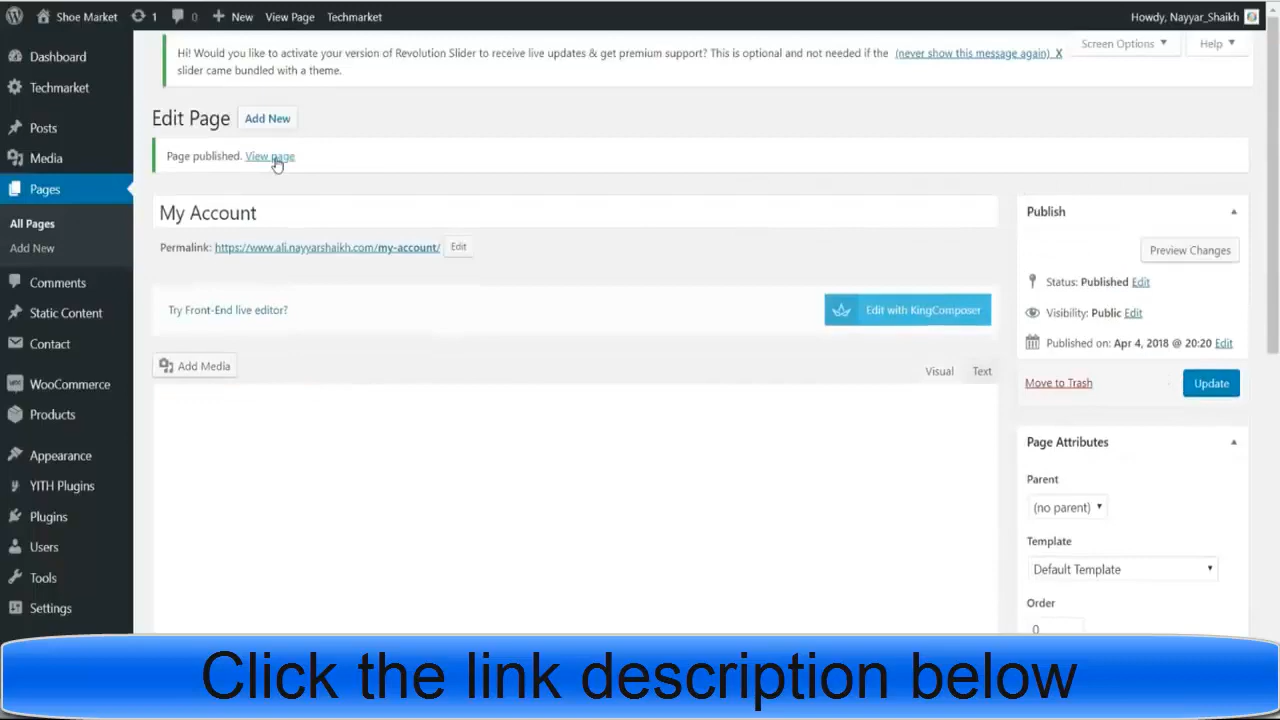 Shoe Market 1 0 New View Page Techmarket Howdy, Nayyar_Shaikh
Dashboard
Techmarket
Posts
Media
Pages
All Pages
Add New
Comments
Static Content
Contact
WooCommerce
Products
Appearance
YITH Plugins
Plugins
Users
Tools
Settings
Screen Options Help
Hi! Would you like to activate your version of Revolution Slider to receive live updates & get premium support? This is optional and not needed if the (never show this message again) X
slider came bundled with a theme.
Edit Page Add New
Page published. View page
My Account
Permalink: https://www.ali.nayyarshaikh.com/my-account/ Edit
Try Front-End live editor? Edit with KingComposer
Add Media Visual Text
Publish
Preview Changes
Status: Published Edit
Visibility: Public Edit
Published on: Apr 4, 2018 @ 20:20 Edit
Move to Trash Update
Page Attributes
Parent
(no parent)
Template
Default Template
Order
0
Click the link description below